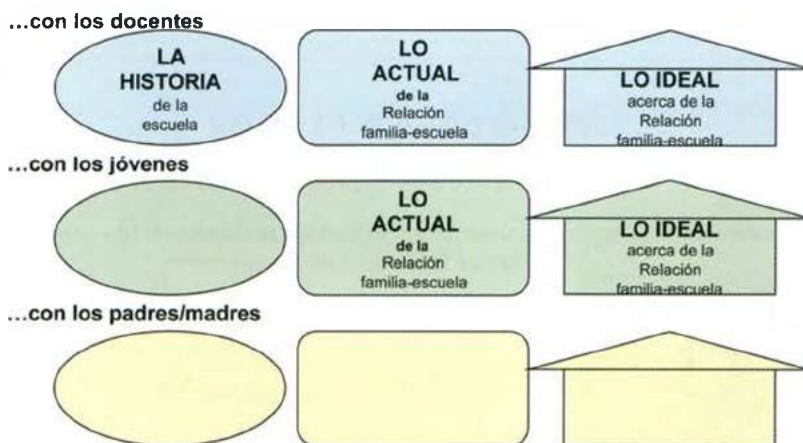 ...con los docentes
LA
HISTORIA
de la
escuela
LO
ACTUAL
de la
Relación
familia-escuela
LO IDEAL
acerca de la
Relación
familia-escuela
...con los jóvenes
LO
ACTUAL
de la
Relación
familia-escuela
LO IDEAL
acerca de la
Relación
familia-escuela
...con los padres/madres